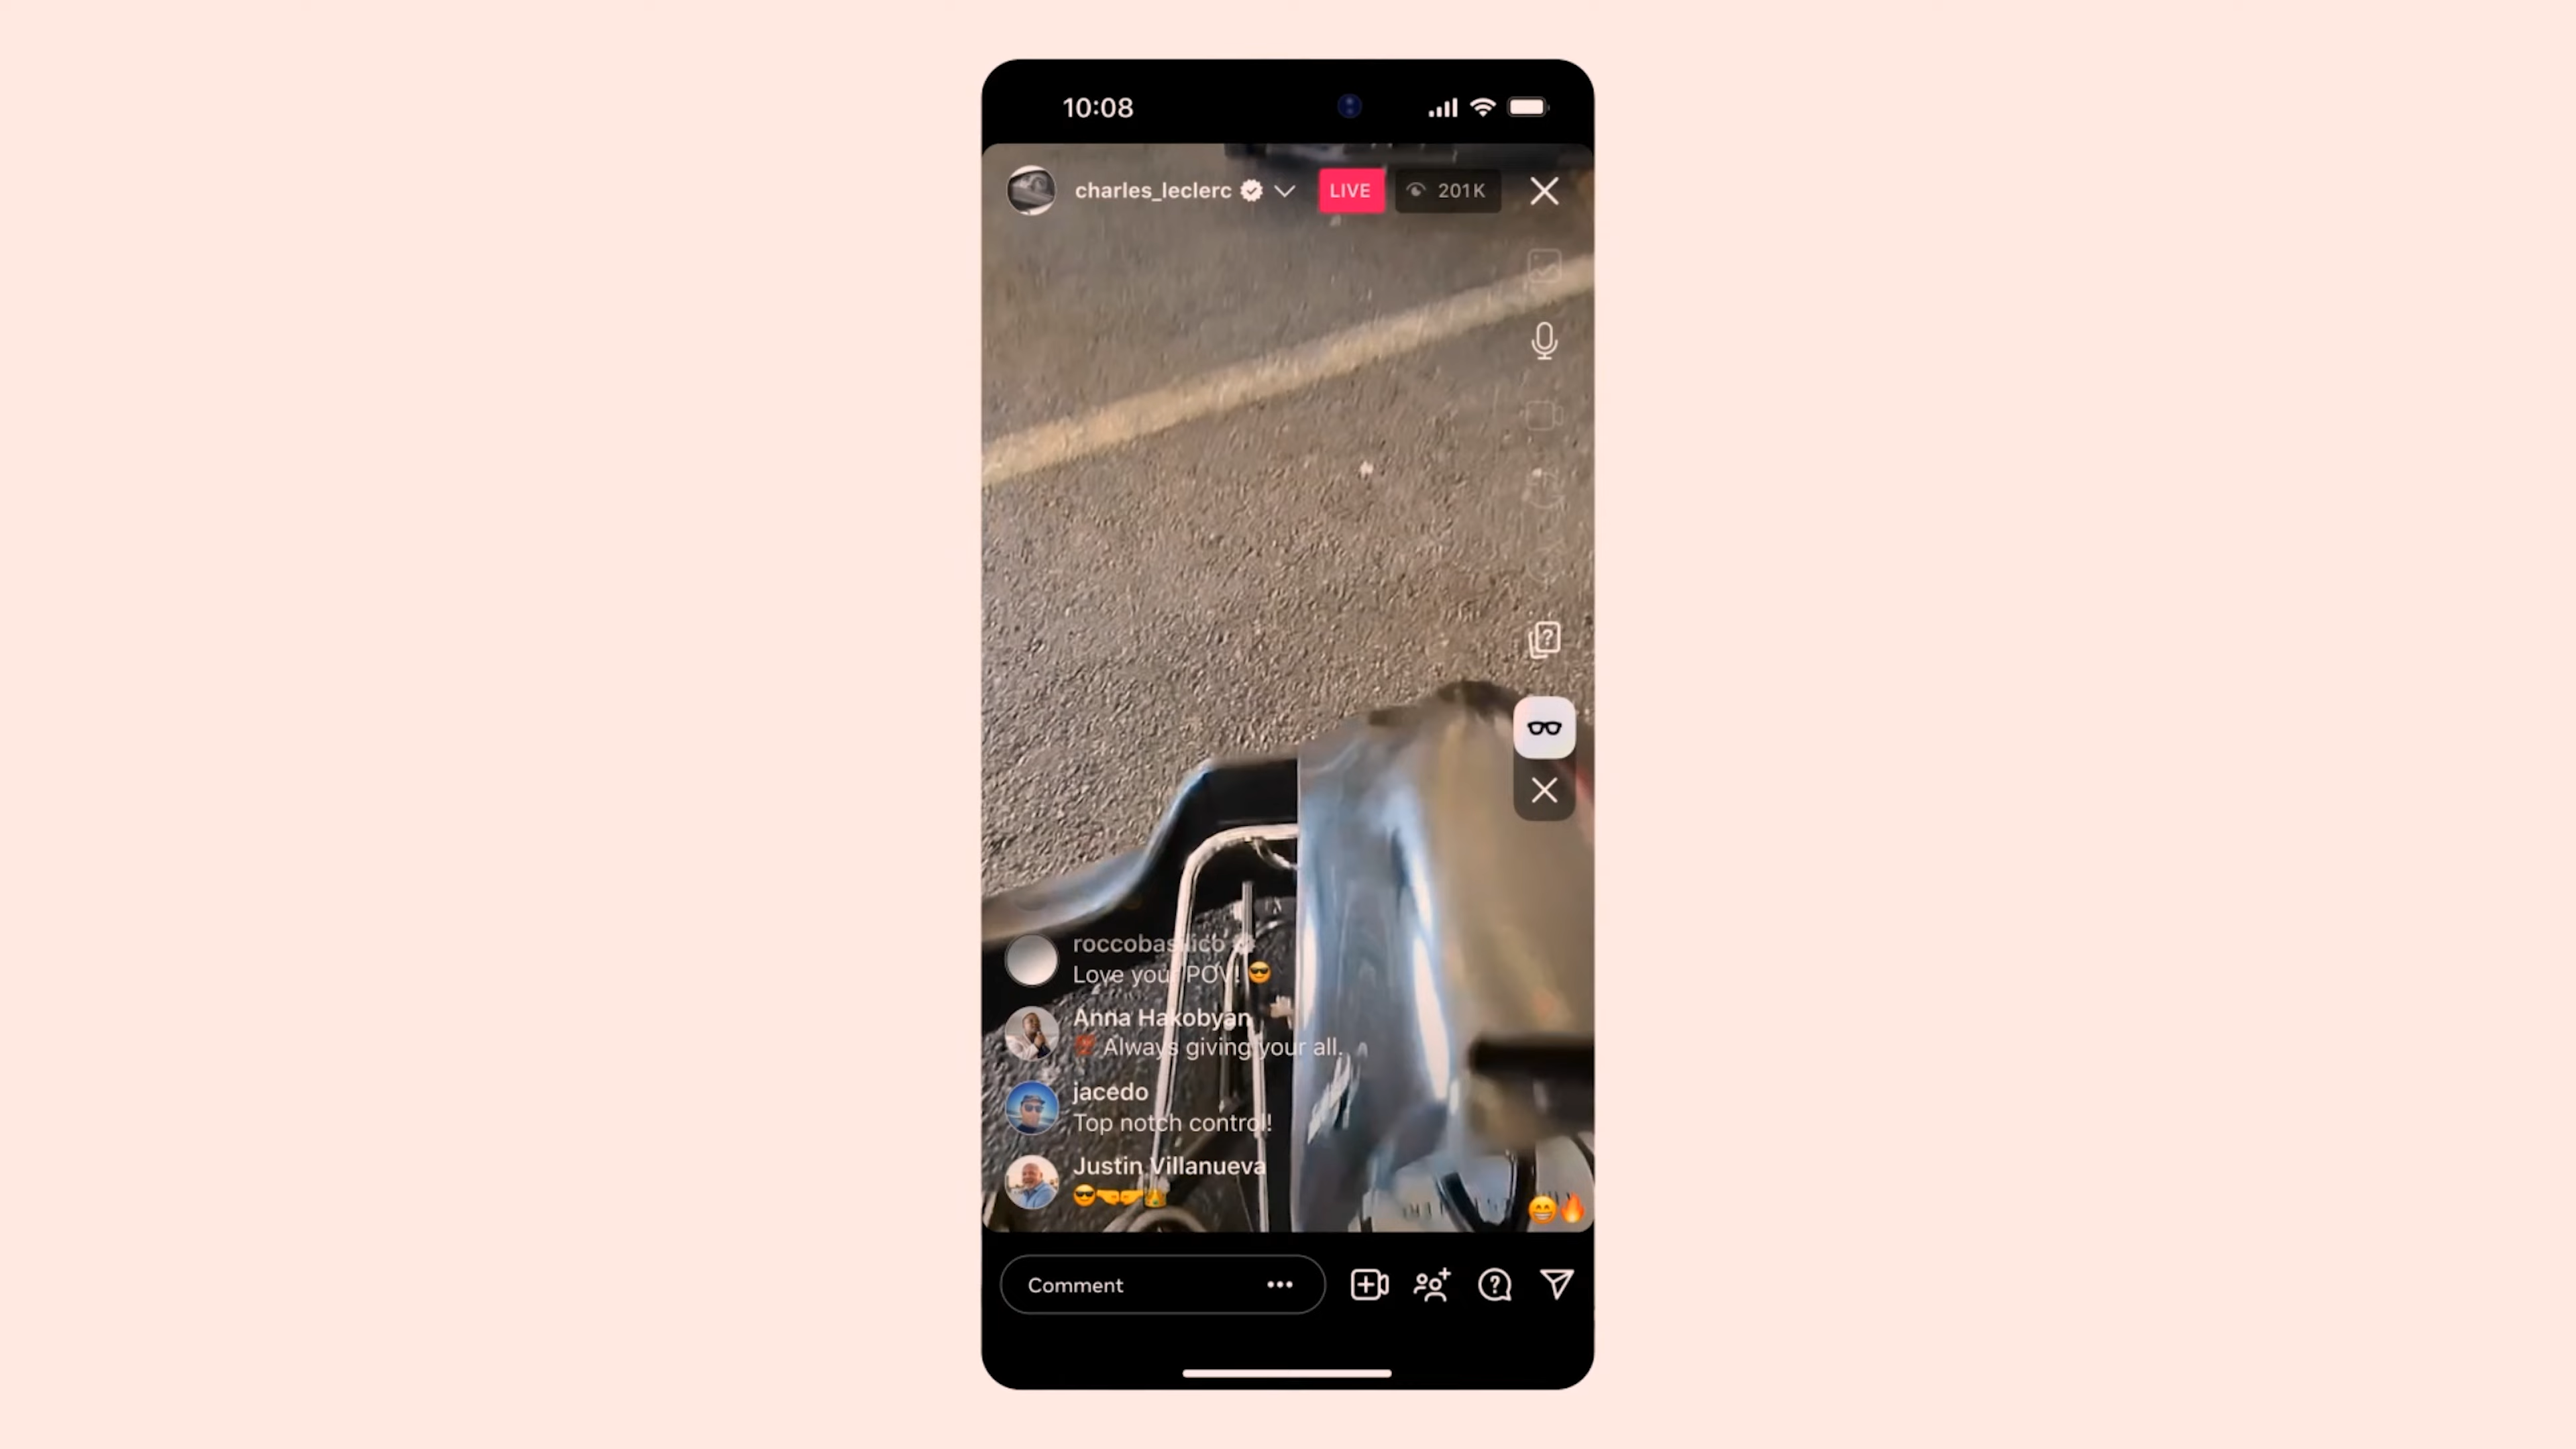 10:08
charles_leclerc
LIVE
201K
roccobasilico
Love your POV! 😎
Anna Hakobyan
💯 Always giving your all.
jacedo
Top notch control!
Justin Villanueva
😎🤜🤛👑
😁🔥
Comment